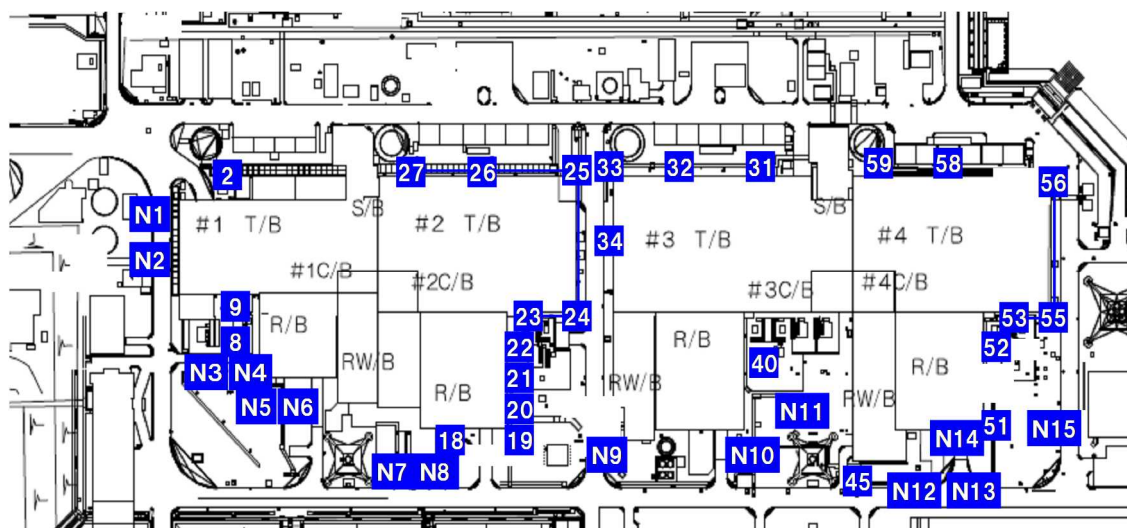 27 26 25 33 32 31 59 58
2 56
N1 S/B S/B
#1 T/B #2 T/B 34 #3 T/B #4 T/B
N2 #1C/B #2C/B #3C/B #4C/B
9 23 24 53 55
R/B 22 R/B 52
8 40
N3 N4 RW/B 21 RW/B R/B
R/B
N5 N6 20 N11 RW/B
18 19 51 N14 N15
N7 N8 N9 N10 45 N12 N13